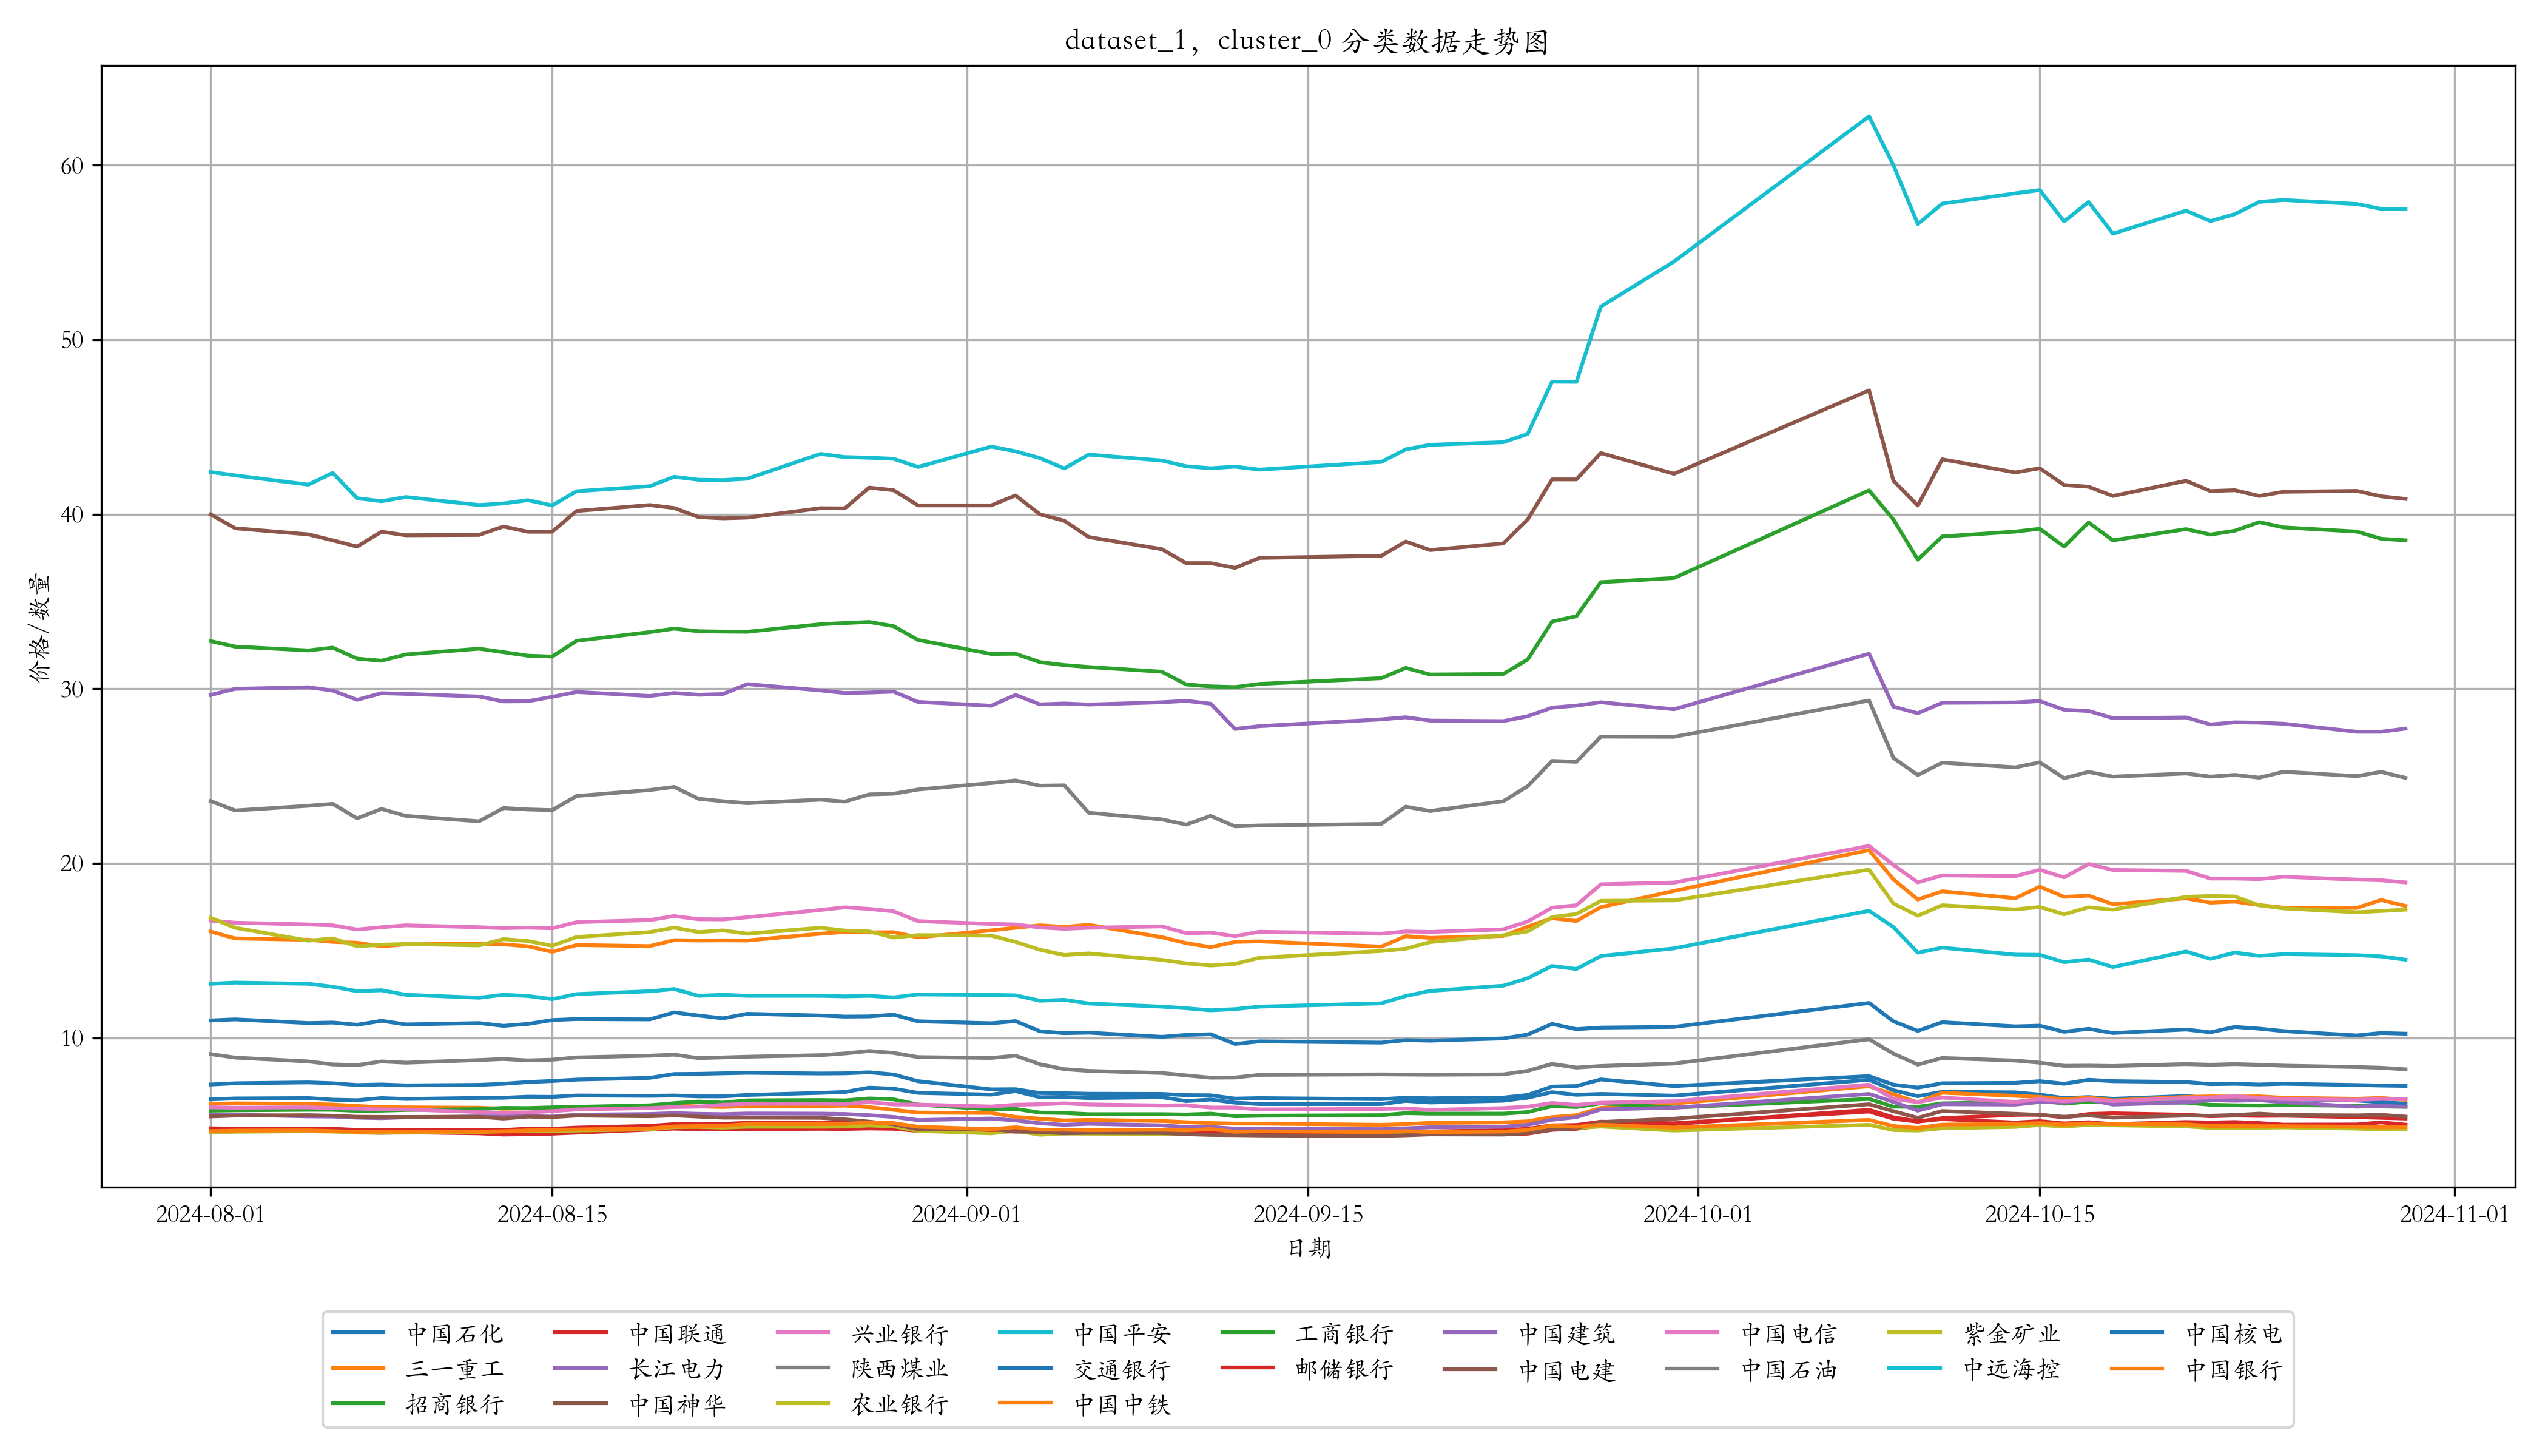 dataset_1，cluster_0 分类数据走势图
60
50
40
30
20
10
价格/数量
2024-08-01 2024-08-15 2024-09-01 2024-09-15 2024-10-01 2024-10-15 2024-11-01
日期
中国石化 中国联通 兴业银行 中国平安 工商银行 中国建筑 中国电信 紫金矿业 中国核电
三一重工 长江电力 陕西煤业 交通银行 邮储银行 中国电建 中国石油 中远海控 中国银行
招商银行 中国神华 农业银行 中国中铁